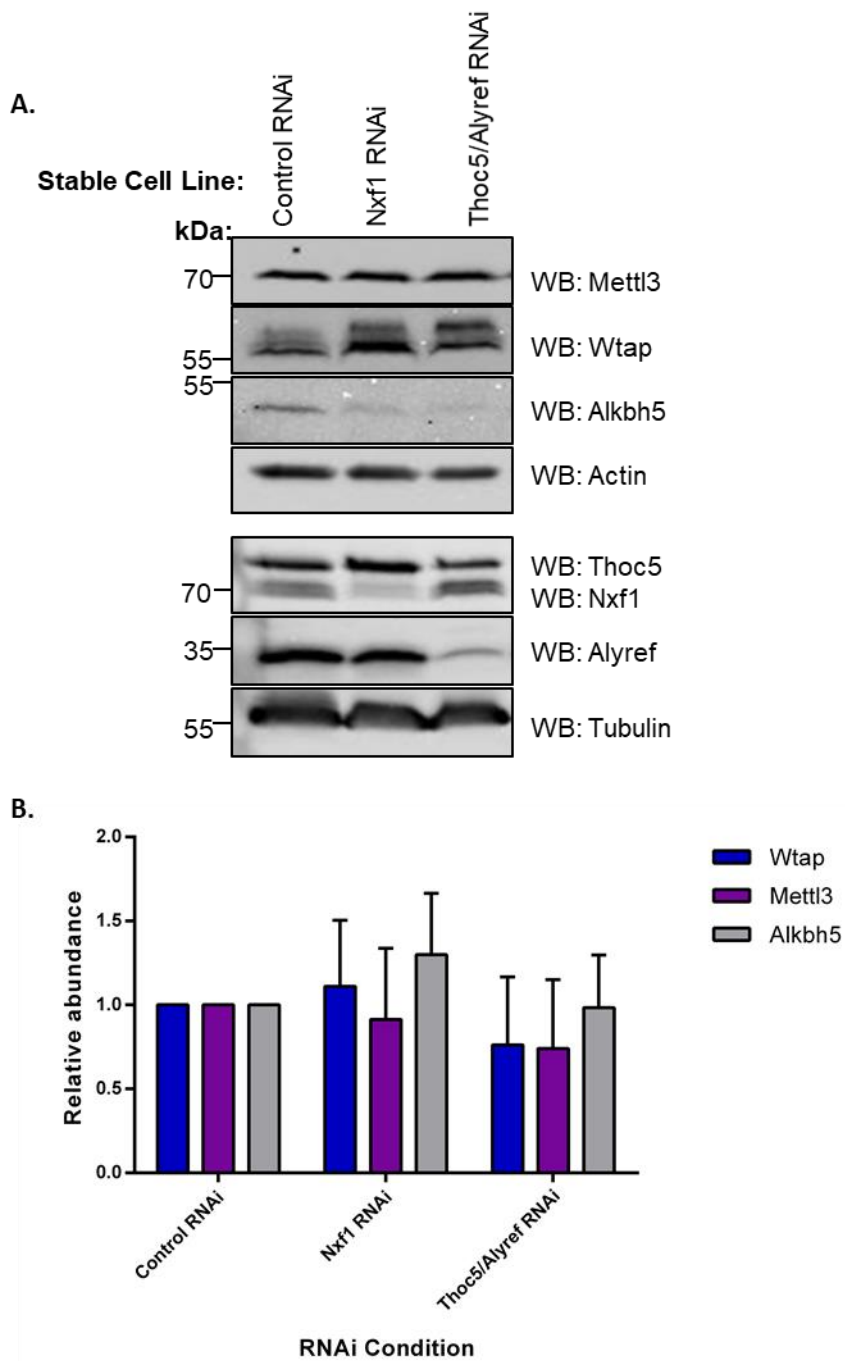 A.
Stable Cell Line:
Control RNAi
Nxf1 RNAi
Thoc5/Alyref RNAi
kDa:
70 WB: Mettl3
WB: Wtap
55
55
WB: Alkbh5
WB: Actin
WB: Thoc5
70 WB: Nxf1
35 WB: Alyref
55 WB: Tubulin
B.
2.0
1.5
1.0
0.5
0.0
Relative abundance
Wtap
Mettl3
Alkbh5
Control RNAi
Nxf1 RNAi
Thoc5/Alyref RNAi
RNAi Condition